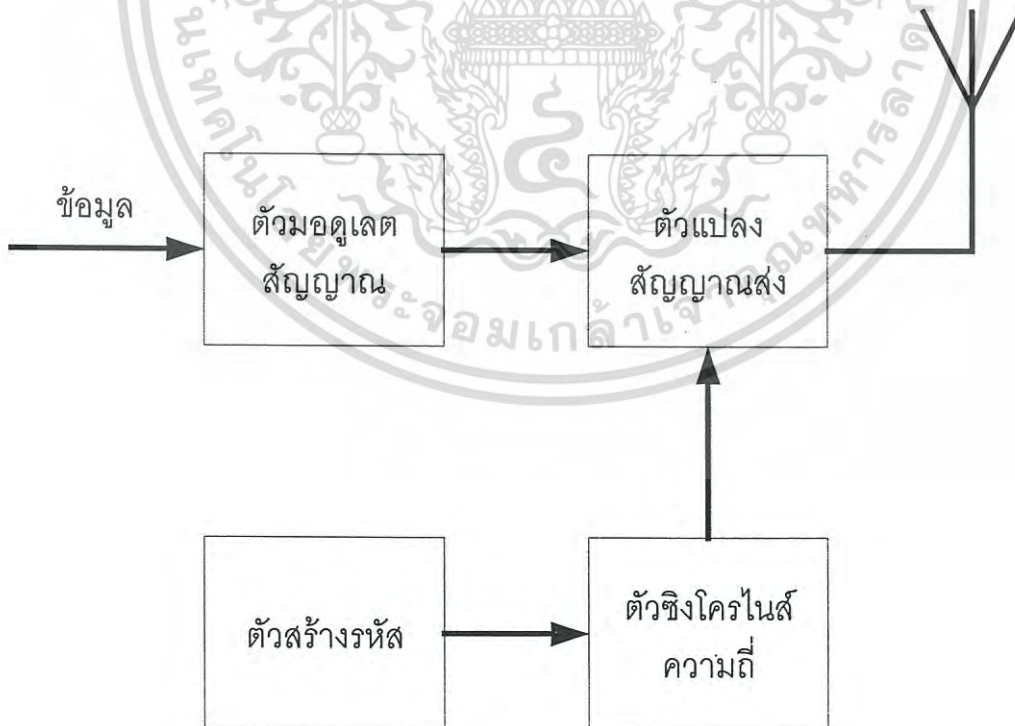 ข้อมูล
ตัวมอดูเลต
สัญญาณ
ตัวแปลง
สัญญาณส่ง
ตัวสร้างรหัส
ตัวซิงโครไนส์
ความถี่